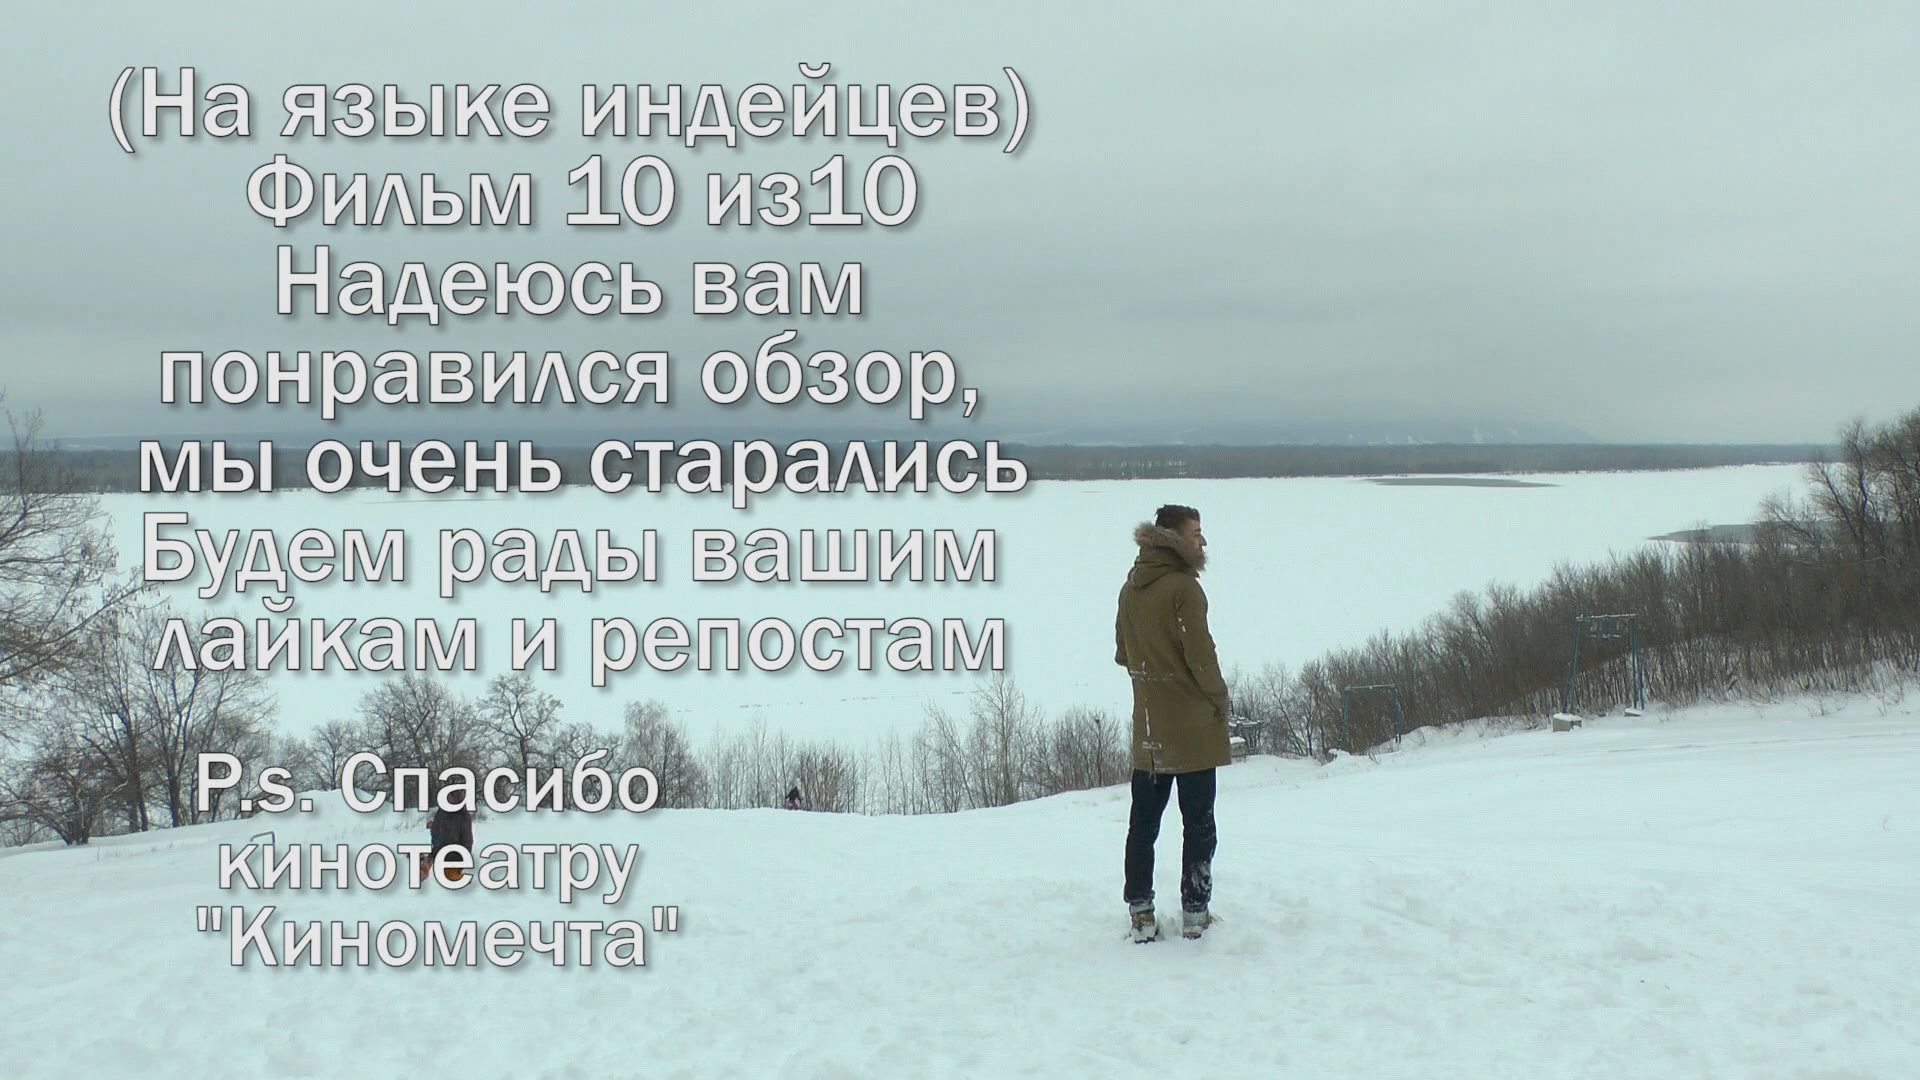 (На языке индейцев)
Фильм 10 из10
Надеюсь вам
понравился обзор,
мы очень старались
Будем рады вашим
лайкам и репостам
P.s. Спасибо
кинотеатру
"Киномечта"